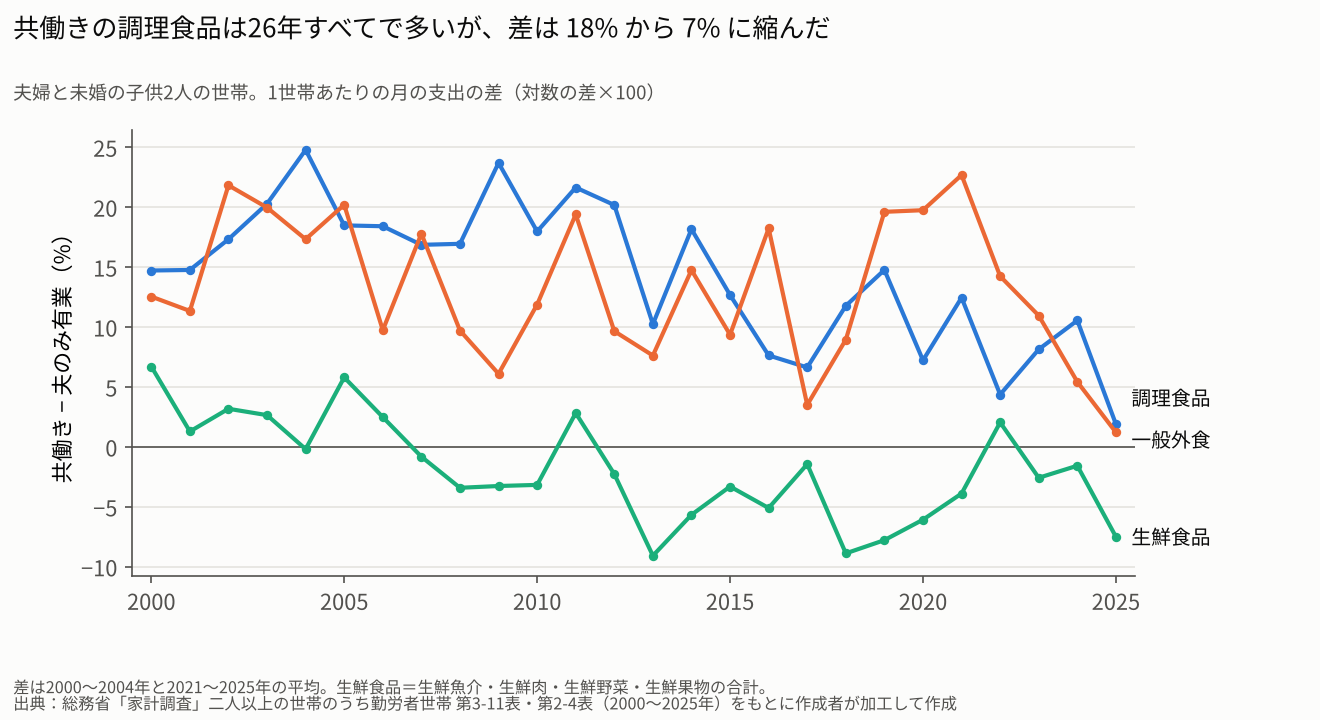 共働きの調理食品は26年すべてで多いが、差は 18% から 7% に縮んだ
夫婦と未婚の子供2人の世帯。1世帯あたりの月の支出の差（対数の差×100）
共働き − 夫のみ有業（%）
25
20
15
10
5
0
−5
−10
2000
2005
2010
2015
2020
2025
調理食品
一般外食
生鮮食品
差は2000〜2004年と2021〜2025年の平均。生鮮食品＝生鮮魚介・生鮮肉・生鮮野菜・生鮮果物の合計。
出典：総務省「家計調査」二人以上の世帯のうち勤労者世帯 第3-11表・第2-4表（2000〜2025年）をもとに作成者が加工して作成